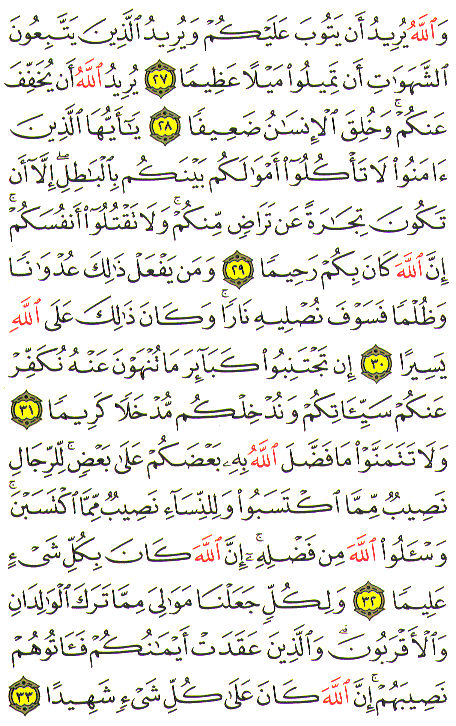 وَٱللَّهُ يُرِيدُ أَن يَتُوبَ عَلَيۡكُمۡ وَيُرِيدُ ٱلَّذِينَ يَتَّبِعُونَ
ٱلشَّهَوَٰتِ أَن تَمِيلُواْ مَيۡلًا عَظِيمٗا ٢٧ يُرِيدُ ٱللَّهُ أَن يُخَفِّفَ
عَنكُمۡۚ وَخُلِقَ ٱلۡإِنسَٰنُ ضَعِيفٗا ٢٨ يَٰٓأَيُّهَا ٱلَّذِينَ
ءَامَنُواْ لَا تَأۡكُلُوٓاْ أَمۡوَٰلَكُم بَيۡنَكُم بِٱلۡبَٰطِلِ إِلَّآ أَن
تَكُونَ تِجَٰرَةً عَن تَرَاضٖ مِّنكُمۡۚ وَلَا تَقۡتُلُوٓاْ أَنفُسَكُمۡۚ
إِنَّ ٱللَّهَ كَانَ بِكُمۡ رَحِيمٗا ٢٩ وَمَن يَفۡعَلۡ ذَٰلِكَ عُدۡوَٰنٗا
وَظُلۡمٗا فَسَوۡفَ نُصۡلِيهِ نَارٗاۚ وَكَانَ ذَٰلِكَ عَلَى ٱللَّهِ
يَسِيرًا ٣٠ إِن تَجۡتَنِبُواْ كَبَآئِرَ مَا تُنۡهَوۡنَ عَنۡهُ نُكَفِّرۡ
عَنكُمۡ سَيِّـَٔاتِكُمۡ وَنُدۡخِلۡكُم مُّدۡخَلٗا كَرِيمٗا ٣١
وَلَا تَتَمَنَّوۡاْ مَا فَضَّلَ ٱللَّهُ بِهِۦ بَعۡضَكُمۡ عَلَىٰ بَعۡضٖۚ لِّلرِّجَالِ
نَصِيبٞ مِّمَّا ٱكۡتَسَبُواْۖ وَلِلنِّسَآءِ نَصِيبٞ مِّمَّا ٱكۡتَسَبۡنَۚ
وَسۡـَٔلُواْ ٱللَّهَ مِن فَضۡلِهِۦٓۚ إِنَّ ٱللَّهَ كَانَ بِكُلِّ شَيۡءٍ
عَلِيمٗا ٣٢ وَلِكُلّٖ جَعَلۡنَا مَوَٰلِيَ مِمَّا تَرَكَ ٱلۡوَٰلِدَانِ
وَٱلۡأَقۡرَبُونَۚ وَٱلَّذِينَ عَقَدَتۡ أَيۡمَٰنُكُمۡ فَـَٔاتُوهُمۡ
نَصِيبَهُمۡۚ إِنَّ ٱللَّهَ كَانَ عَلَىٰ كُلِّ شَيۡءٖ شَهِيدًا ٣٣